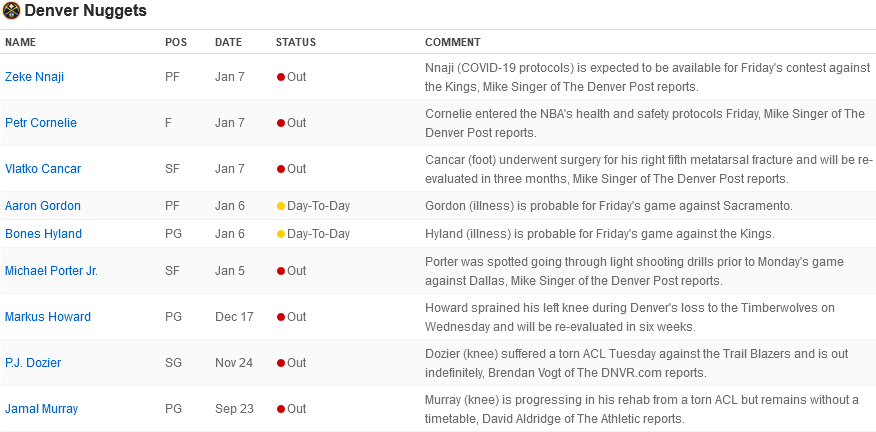 Denver Nuggets
NAME POS DATE STATUS COMMENT
Zeke Nnaji PF Jan 7 Out Nnaji (COVID-19 protocols) is expected to be available for Friday's contest against
the Kings, Mike Singer of The Denver Post reports.
Petr Cornelie F Jan 7 Out Cornelie entered the NBA's health and safety protocols Friday, Mike Singer of The
Denver Post reports.
Vlatko Cancar SF Jan 7 Out Cancar (foot) underwent surgery for his right fifth metatarsal fracture and will be re-
evaluated in three months, Mike Singer of The Denver Post reports.
Aaron Gordon PF Jan 6 Day-To-Day Gordon (illness) is probable for Friday's game against Sacramento.
Bones Hyland PG Jan 6 Day-To-Day Hyland (illness) is probable for Friday's game against the Kings.
Michael Porter Jr. SF Jan 5 Out Porter was spotted going through light shooting drills prior to Monday's game
against Dallas, Mike Singer of the Denver Post reports.
Markus Howard PG Dec 17 Out Howard sprained his left knee during Denver's loss to the Timberwolves on
Wednesday and will be re-evaluated in six weeks.
P.J. Dozier SG Nov 24 Out Dozier (knee) suffered a torn ACL Tuesday against the Trail Blazers and is out
indefinitely, Brendan Vogt of The DNVR.com reports.
Jamal Murray PG Sep 23 Out Murray (knee) is progressing in his rehab from a torn ACL but remains without a
timetable, David Aldridge of The Athletic reports.